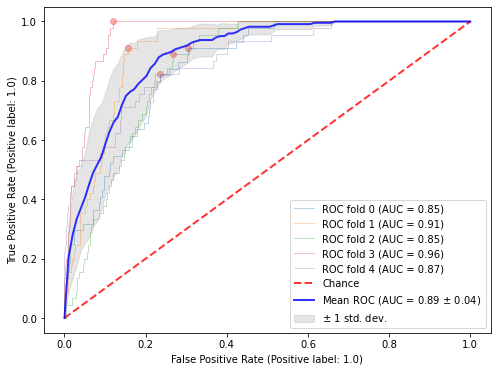 1.0
0.8
0.6
0.4
0.2
0.0
True Positive Rate (Positive label: 1.0)
0.0 0.2 0.4 0.6 0.8 1.0
False Positive Rate (Positive label: 1.0)
ROC fold 0 (AUC = 0.85)
ROC fold 1 (AUC = 0.91)
ROC fold 2 (AUC = 0.85)
ROC fold 3 (AUC = 0.96)
ROC fold 4 (AUC = 0.87)
Chance
Mean ROC (AUC = 0.89 ± 0.04)
± 1 std. dev.